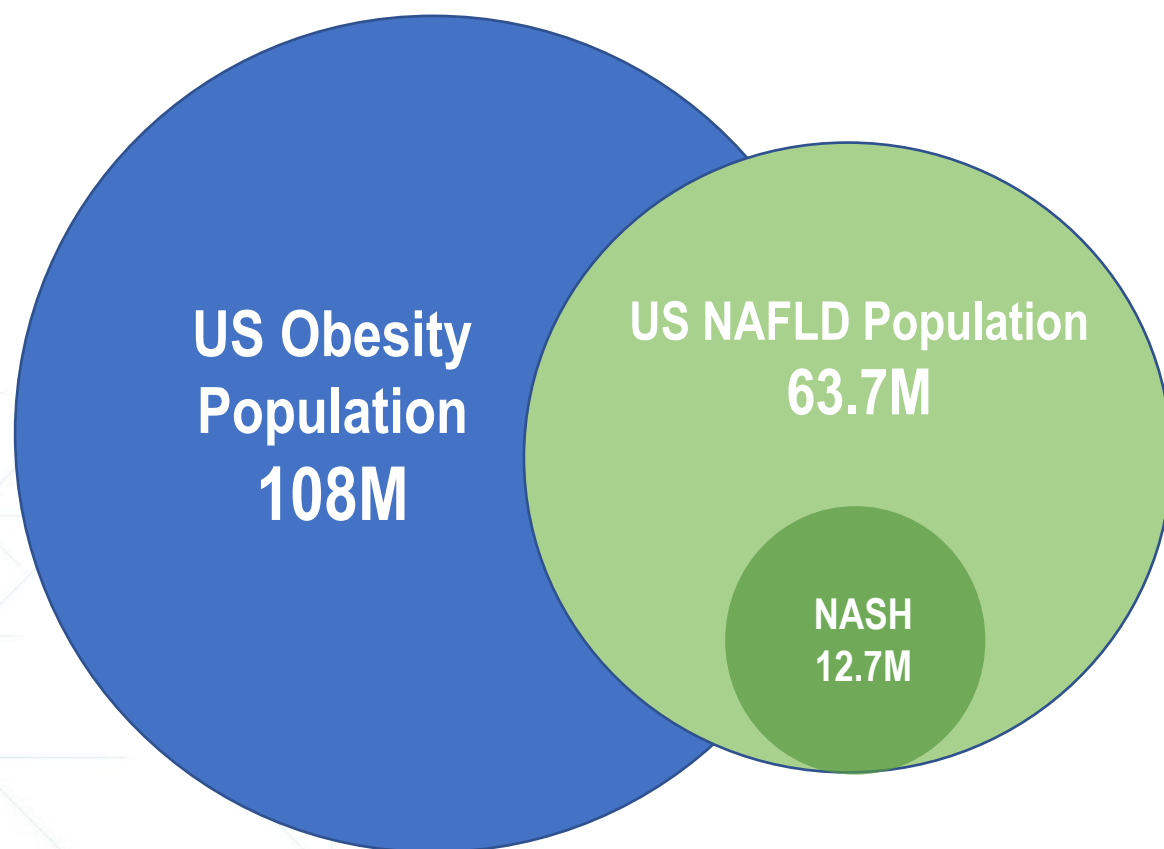 US Obesity
Population
108M
US NAFLD Population
63.7M
NASH
12.7M